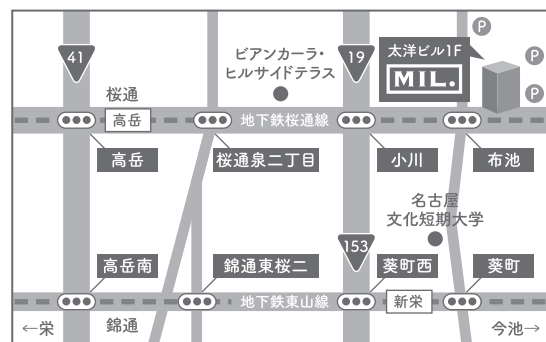 P
41
ビアンカーラ・
ヒルサイドテラス
19
太洋ビル1F
MIL.
P
桜通
P
高岳
地下鉄桜通線
高岳
桜通泉二丁目
小川
布池
名古屋
文化短期大学
153
高岳南
錦通東桜二
葵町西
葵町
地下鉄東山線
新栄
←栄
錦通
今池→